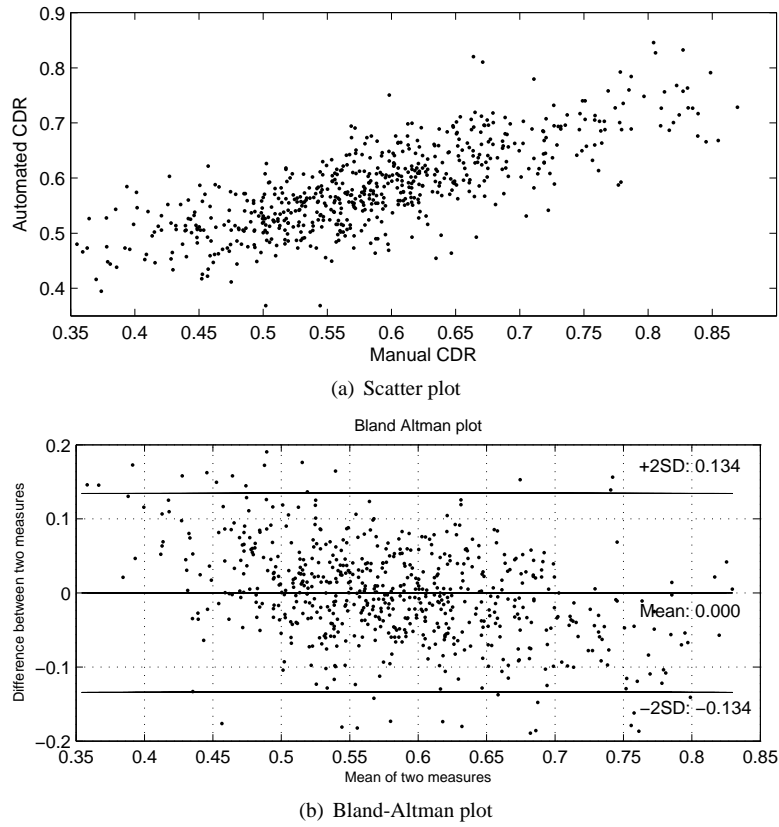 0.9
0.8
0.7
0.6
0.5
0.4
Automated CDR
0.35 0.4 0.45 0.5 0.55 0.6 0.65 0.7 0.75 0.8 0.85
Manual CDR
(a) Scatter plot
Bland Altman plot
0.2
0.1
0
−0.1
−0.2
Difference between two measures
+2SD: 0.134
Mean: 0.000
−2SD: −0.134
0.35 0.4 0.45 0.5 0.55 0.6 0.65 0.7 0.75 0.8 0.85
Mean of two measures
(b) Bland-Altman plot